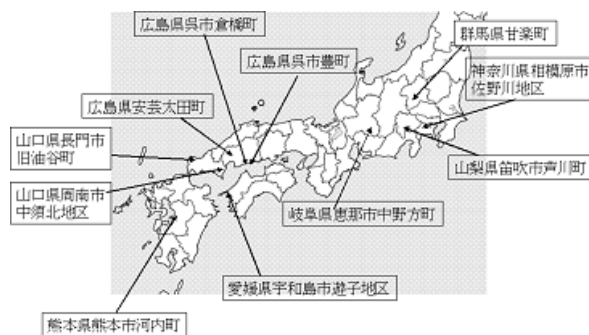 広島県呉市倉橋町
広島県呉市豊町
群馬県甘楽町
神奈川県相模原市
佐野川地区
広島県安芸太田町
山口県長門市
旧油谷町
山梨県笛吹市芦川町
山口県周南市
中須北地区
岐阜県恵那市中野方町
愛媛県宇和島市遊子地区
熊本県熊本市河内町